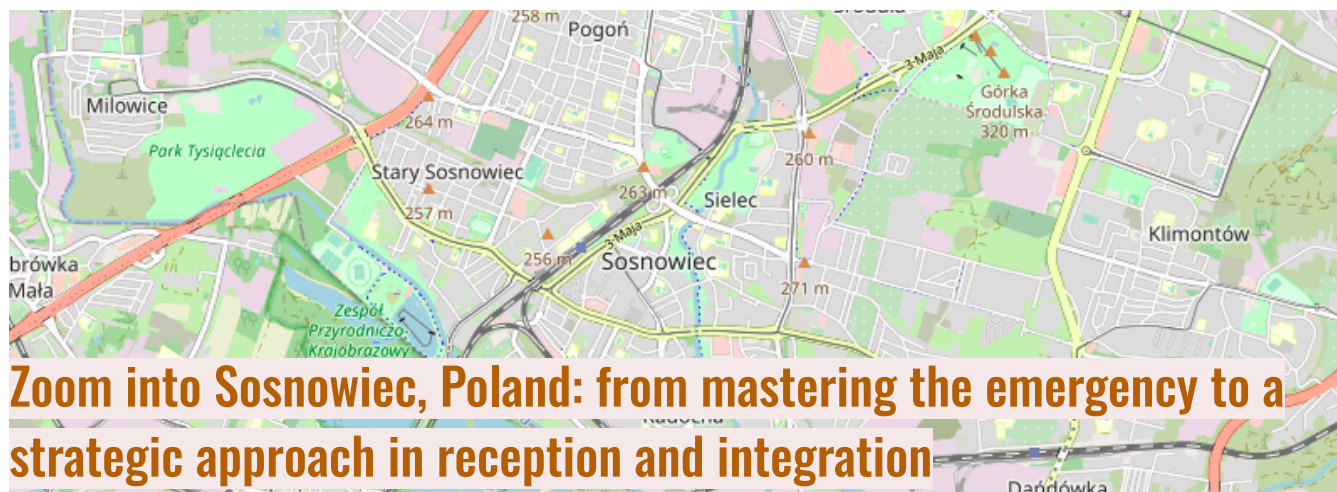 258 m
Pogoń
3 Maja
Milowice
Górka
Środulska
320 m
264 m
Park Tysiąclecia
260 m
Stary Sosnowiec
263 m
Sielec
257 m
Klimontów
3 Maja
256 m
Sosnowiec
brówka
Mała
271 m
Zespół
Przyrodniczo-
Krajobrazowy
Zoom into Sosnowiec, Poland: from mastering the emergency to a
strategic approach in reception and integration
Dańdówka